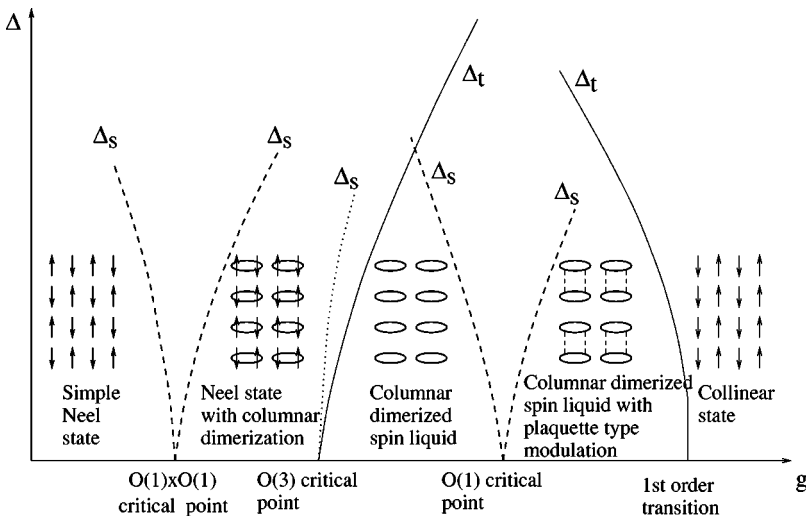 Δ
Δt
Δt
Δs
Δs
Δs
Δs
Δs
Simple
Neel
state
Neel state
with columnar
dimerization
Columnar
dimerized
spin liquid
Columnar dimerized
spin liquid with
plaquette type
modulation
Collinear
state
O(1)xO(1)
critical point
O(3) critical
point
O(1) critical
point
1st order
transition
g